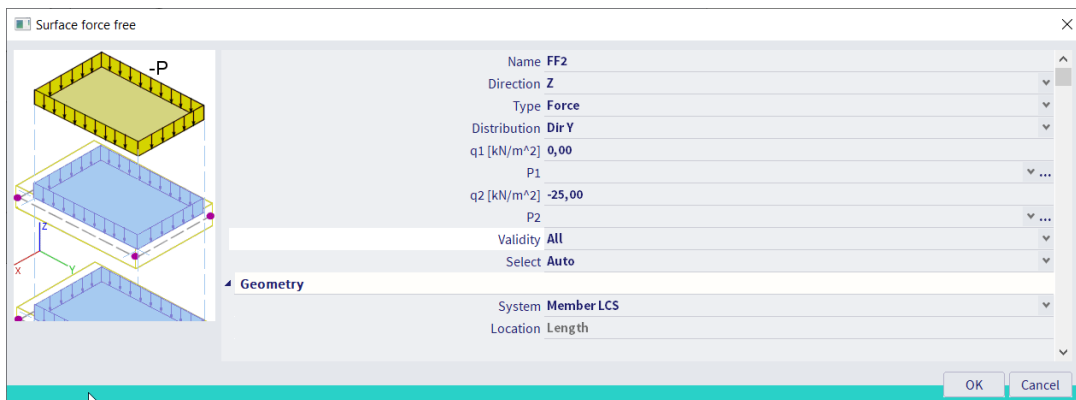 Surface force free
-P
Z
X
Y
Name FF2
Direction Z
Type Force
Distribution Dir Y
q1 [kN/m^2] 0,00
P1 ...
q2 [kN/m^2] -25,00
P2 ...
Validity All
Select Auto
Geometry
System Member LCS
Location Length
OK Cancel